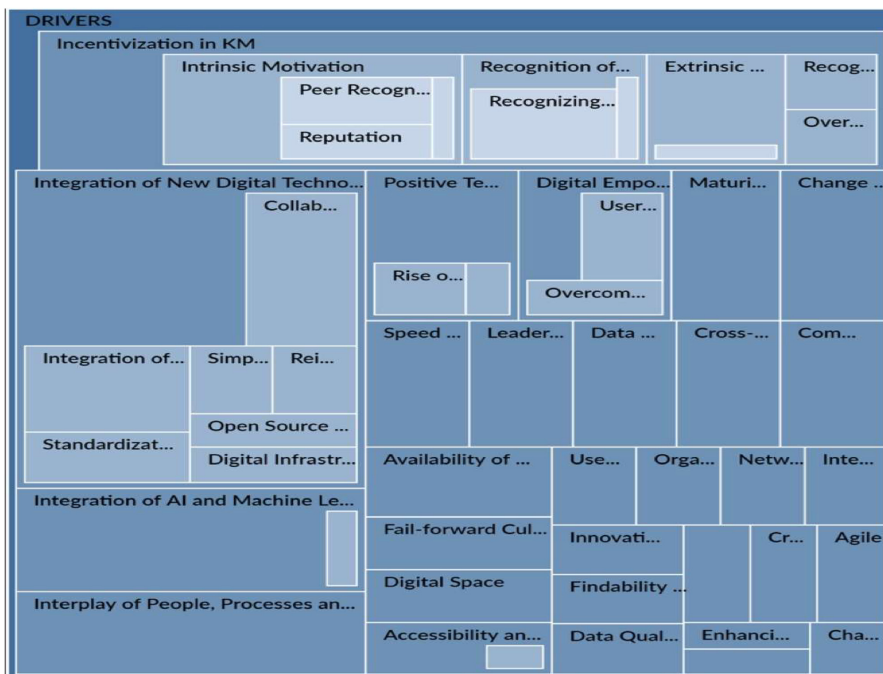 DRIVERS
Incentivization in KM
Intrinsic Motivation
Recognition of...
Extrinsic ...
Recog...
Peer Recogn...
Recognizing...
Over...
Reputation
Integration of New Digital Techno...
Positive Te...
Digital Empo...
Maturi...
Change ...
Collab...
User...
Rise o...
Overcom...
Speed ...
Leader...
Data ...
Cross-...
Com...
Integration of...
Simp...
Rei...
Open Source ...
Standardizat...
Digital Infrastr...
Availability of ...
Use...
Orga...
Netw...
Inte...
Integration of AI and Machine Le...
Fail-forward Cul...
Innovati...
Cr...
Agile
Digital Space
Findability ...
Interplay of People, Processes an...
Accessibility an...
Data Qual...
Enhanci...
Cha...